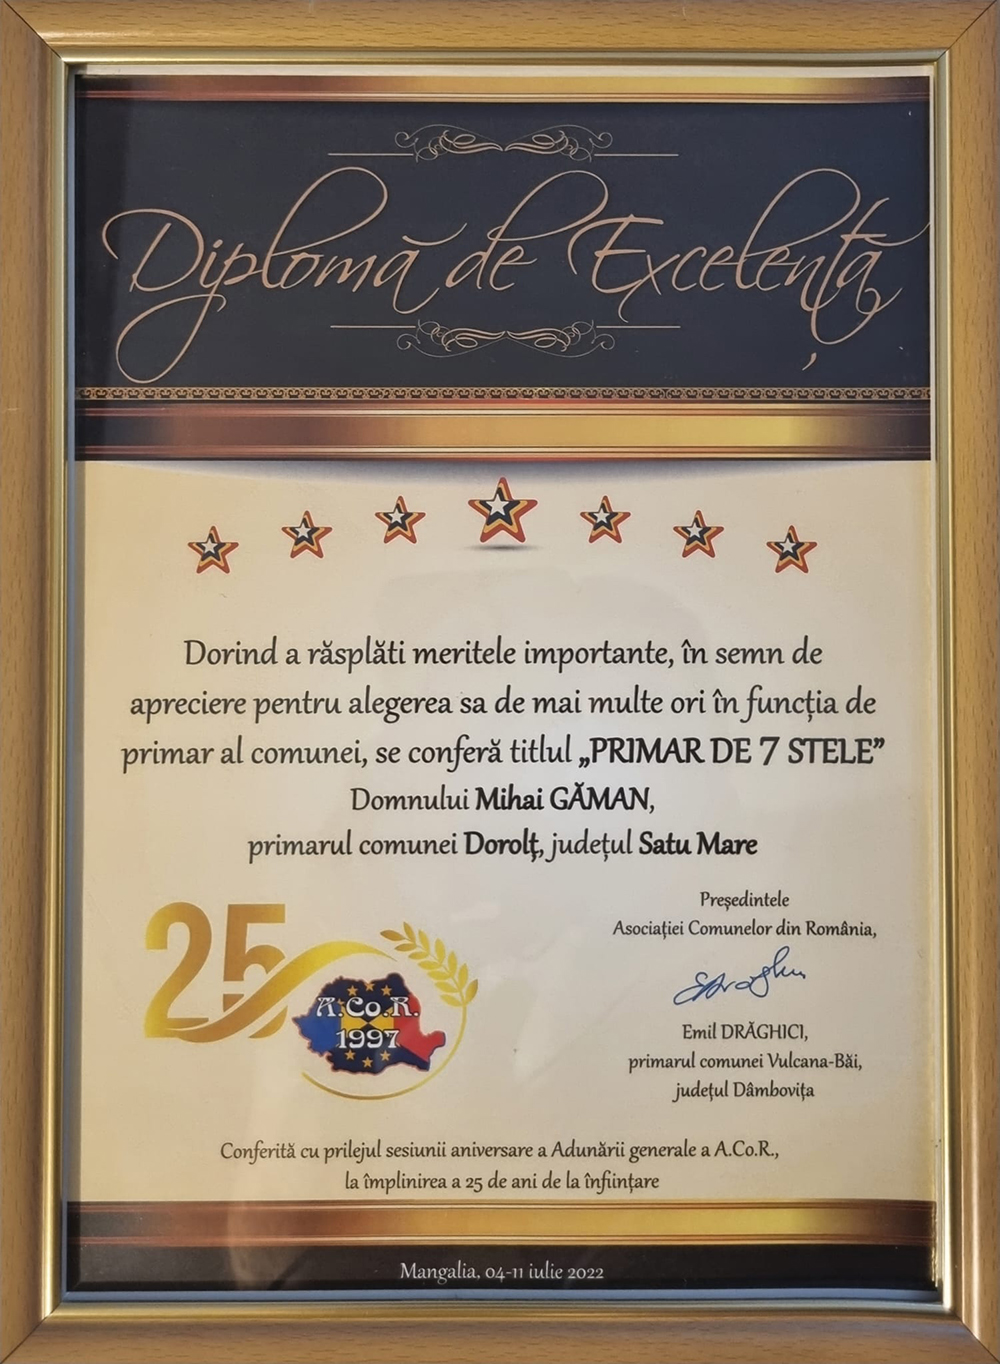 Diplomă de Excelență
Dorind a răsplăti meritele importante, în semn de
apreciere pentru alegerea sa de mai multe ori în funcția de
primar al comunei, se conferă titlul „PRIMAR DE 7 STELE”
Domnului Mihai GĂMAN,
primarul comunei Dorolț, județul Satu Mare
25
A.Co.R.
1997
Președintele
Asociației Comunelor din România,
Emil DRĂGHICI,
primarul comunei Vulcana-Băi,
județul Dâmbovița
Conferită cu prilejul sesiunii aniversare a Adunării generale a A.Co.R.,
la împlinirea a 25 de ani de la înființare
Mangalia, 04-11 iulie 2022